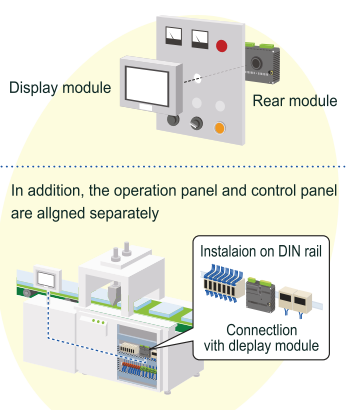 Display module
Rear module
In addition, the operation panel and control panel
are allgned separately
Instalaion on DIN rail
Connectlion
vith dleplay module